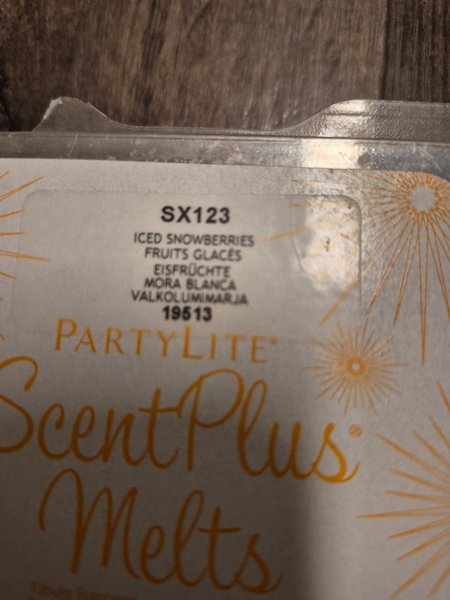 SX123
ICED SNOWBERRIES
FRUITS GLACÉS
EISFRÜCHTE
MORA BLANCA
VALKOLUMIMARJA
19513
PARTYLITE®
ScentPlus®
Melts